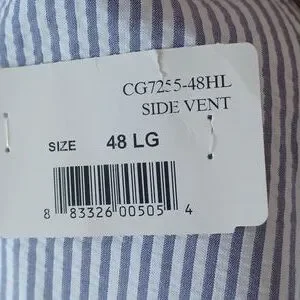 CG7255-48HL
SIDE VENT
SIZE 48 LG
8 83326 00505 4